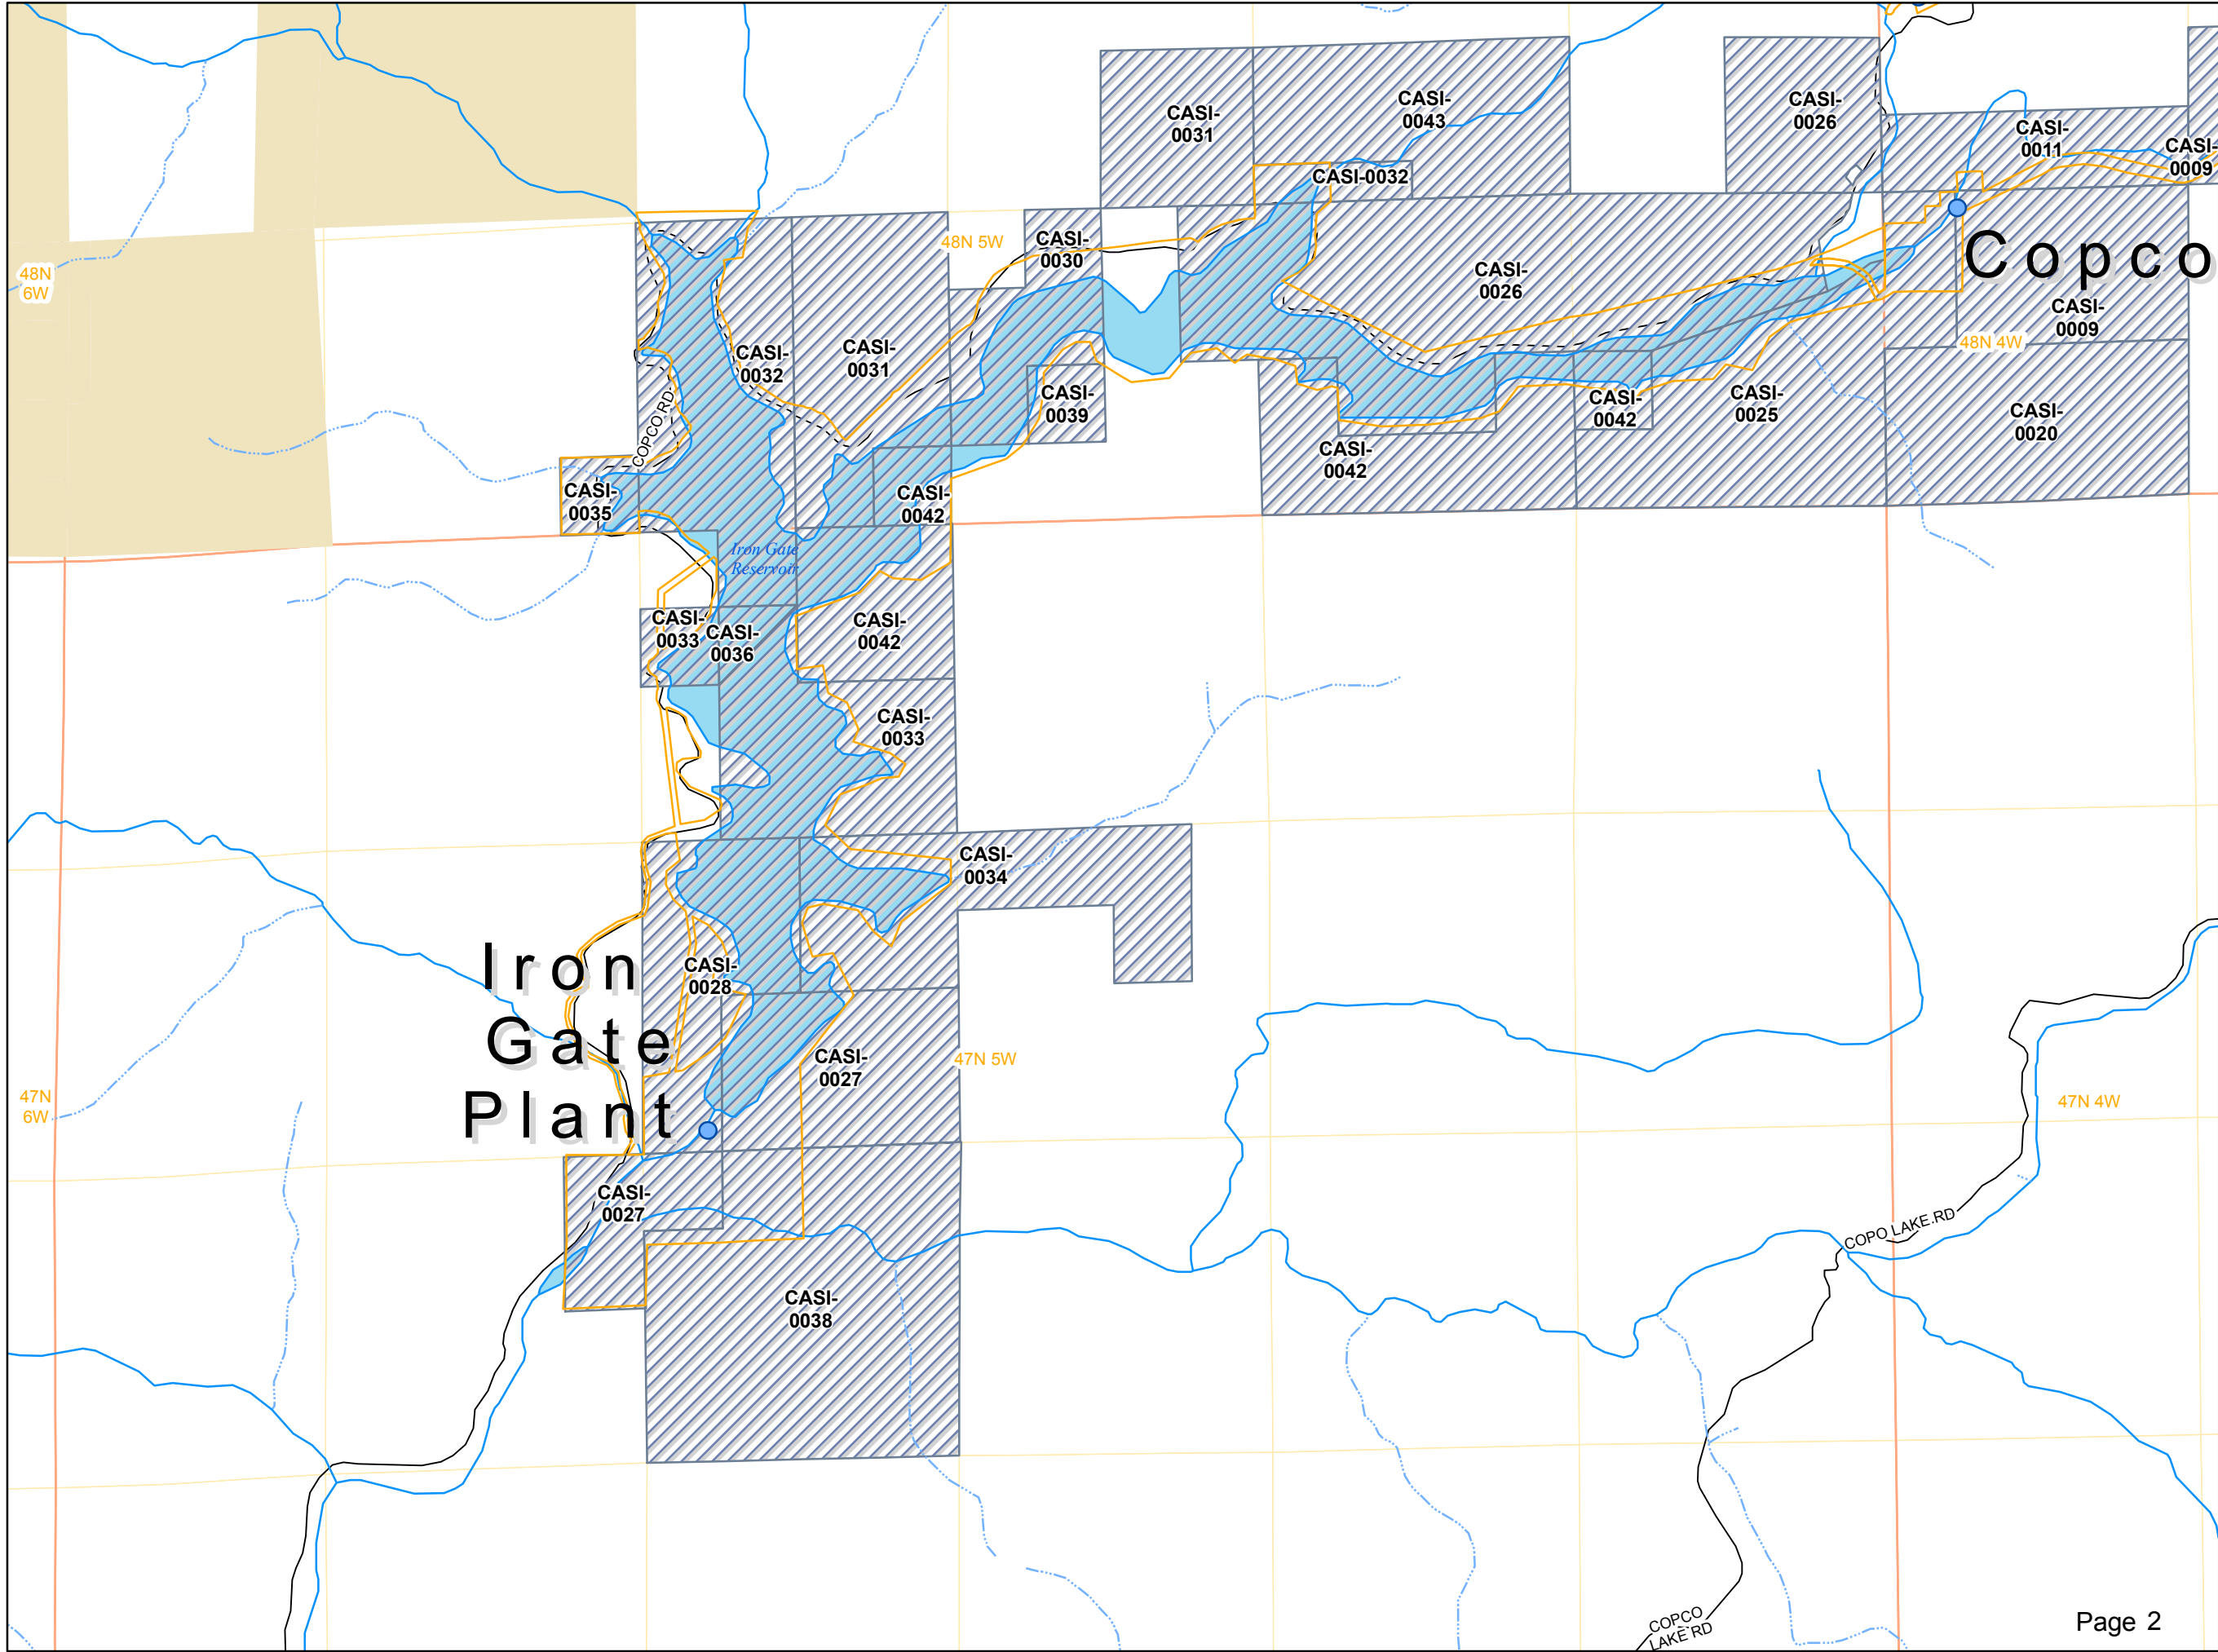 CASI-
0031
CASI-
0043
CASI-
0026
CASI-
0011
CASI-
0009
CASI-0032
48N 5W
CASI-
0030
Copco
48N
6W
CASI-
0026
CASI-
0009
48N 4W
CASI-
0032
CASI-
0031
CASI-
0039
CASI-
0042
CASI-
0025
CASI-
0020
COPCO RD
CASI-
0042
CASI-
0035
CASI-
0042
Iron Gate
Reservoir
CASI-
0033
CASI-
0036
CASI-
0042
CASI-
0033
CASI-
0034
Iron
Gate
Plant
CASI-
0028
CASI-
0027
47N 5W
47N
6W
47N 4W
CASI-
0027
COPO LAKE RD
CASI-
0038
COPCO
LAKE RD
Page 2